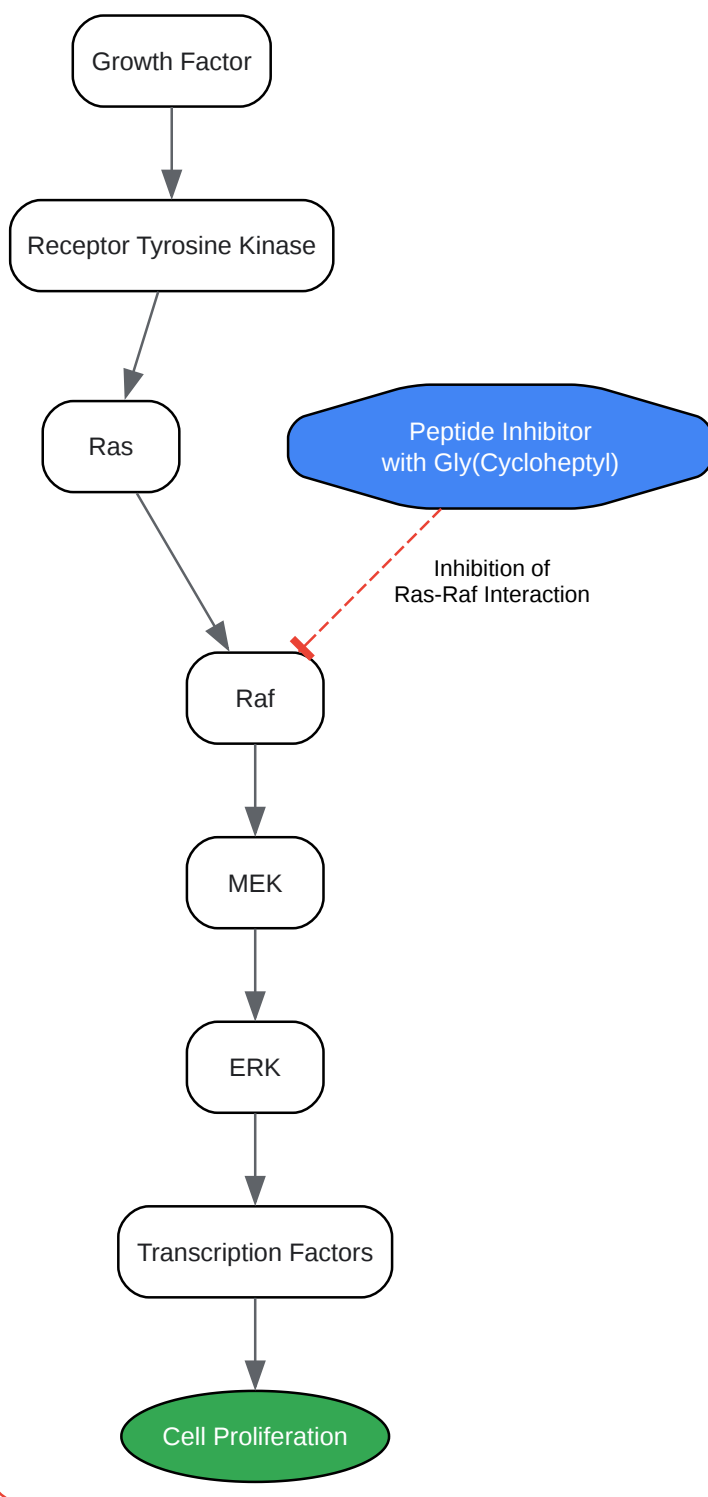 Growth Factor
Receptor Tyrosine Kinase
Ras
Peptide Inhibitor
with Gly(Cycloheptyl)
Inhibition of
Ras-Raf Interaction
Raf
MEK
ERK
Transcription Factors
Cell Proliferation